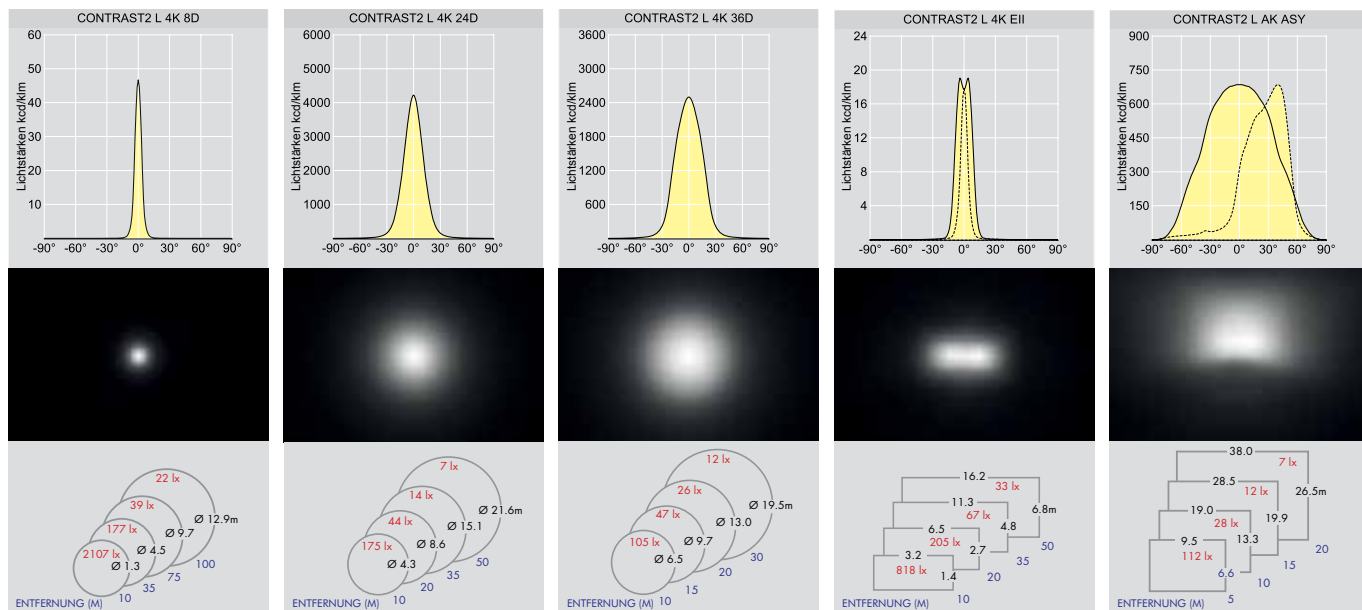 CONTRAST2 L 4K 8D
Lichtstärken kcd/klm
60
50
40
30
20
10
-90° -60° -30° 0° 30° 60° 90°
22 lx
39 lx
177 lx
2107 lx
Ø 12.9m
Ø 9.7
Ø 4.5
Ø 1.3
100
75
35
10
ENTFERNUNG (M)
CONTRAST2 L 4K 24D
Lichtstärken kcd/klm
6000
5000
4000
3000
2000
1000
-90° -60° -30° 0° 30° 60° 90°
7 lx
14 lx
44 lx
175 lx
Ø 21.6m
Ø 15.1
Ø 8.6
Ø 4.3
50
35
20
10
ENTFERNUNG (M)
CONTRAST2 L 4K 36D
Lichtstärken kcd/klm
3600
3000
2400
1800
1200
600
-90° -60° -30° 0° 30° 60° 90°
12 lx
26 lx
47 lx
105 lx
Ø 19.5m
Ø 13.0
Ø 9.7
Ø 6.5
30
20
15
10
ENTFERNUNG (M)
CONTRAST2 L 4K EII
Lichtstärken kcd/klm
24
20
16
12
8
4
-90° -60° -30° 0° 30° 60° 90°
16.2
33 lx
11.3
6.8m
67 lx
6.5
4.8
205 lx
3.2
2.7
818 lx
1.4
50
35
20
10
ENTFERNUNG (M)
CONTRAST2 L AK ASY
Lichtstärken kcd/klm
900
750
600
450
300
150
-90° -60° -30° 0° 30° 60° 90°
38.0
7 lx
28.5
12 lx
26.5m
19.0
28 lx
19.9
9.5
13.3
112 lx
6.6
20
15
10
5
ENTFERNUNG (M)